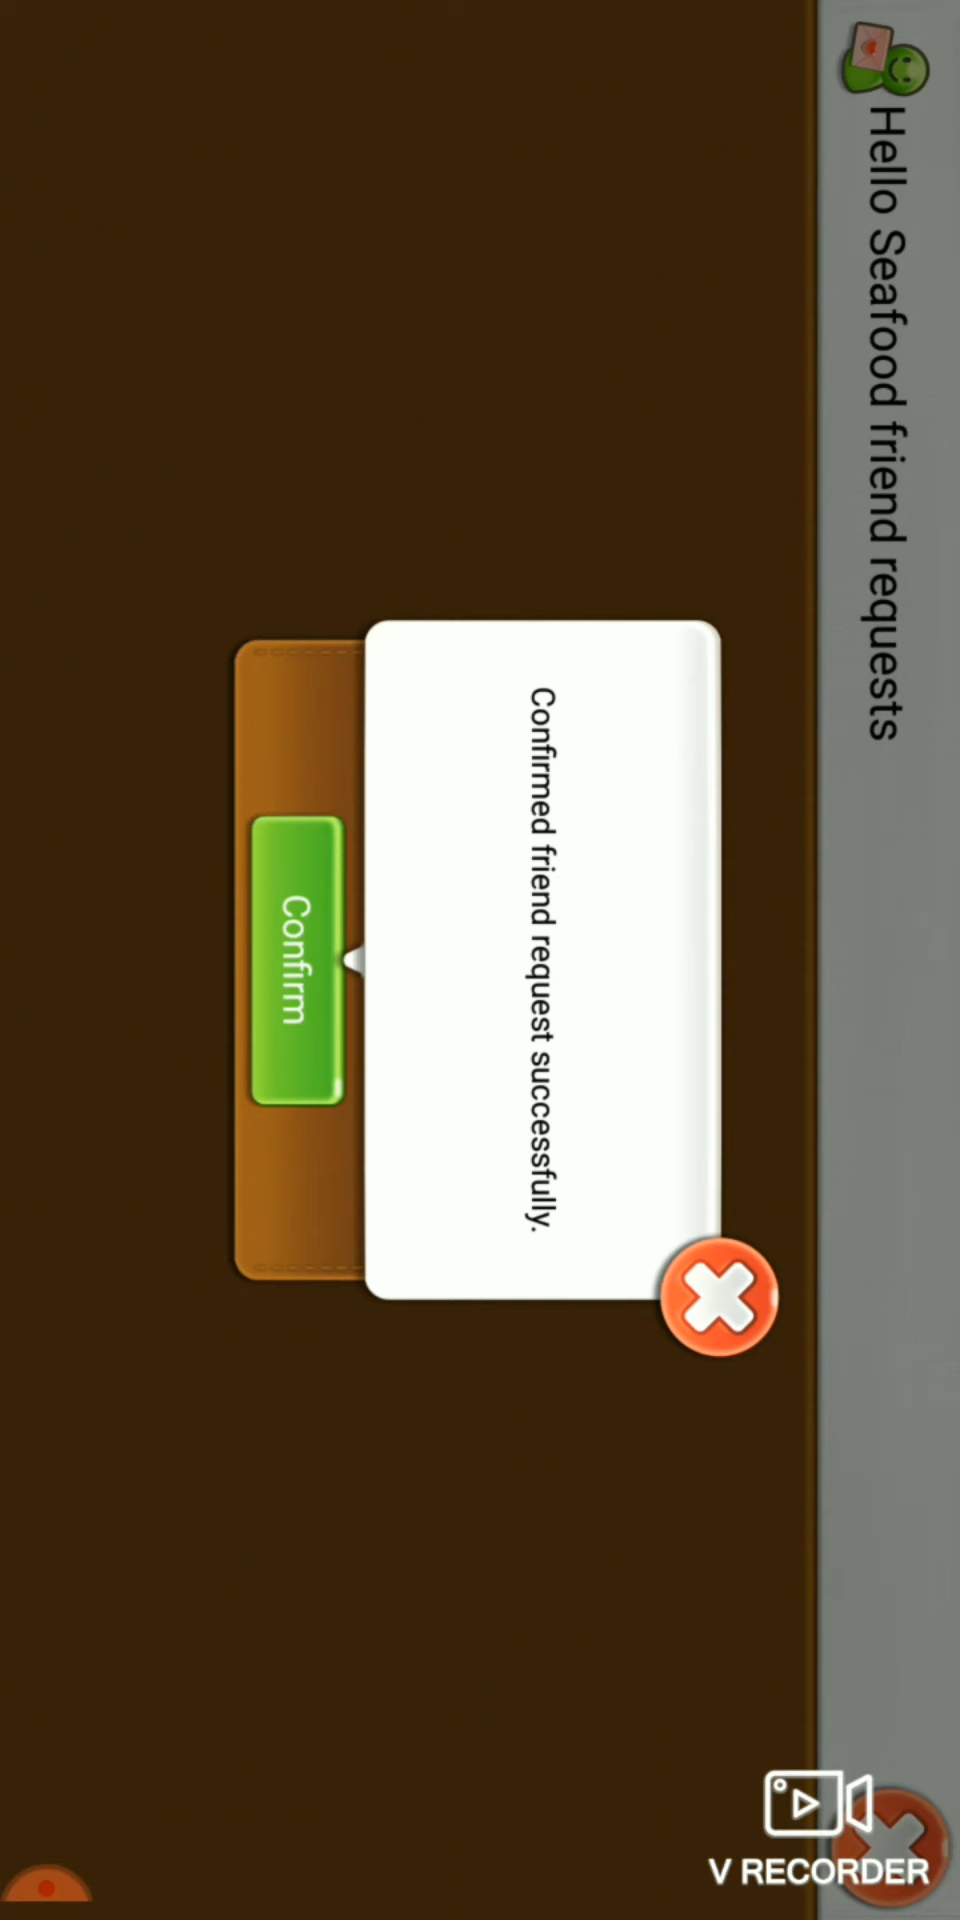 Hello Seafood friend requests
Confirmed friend request successfully.
Confirm
V RECORDER